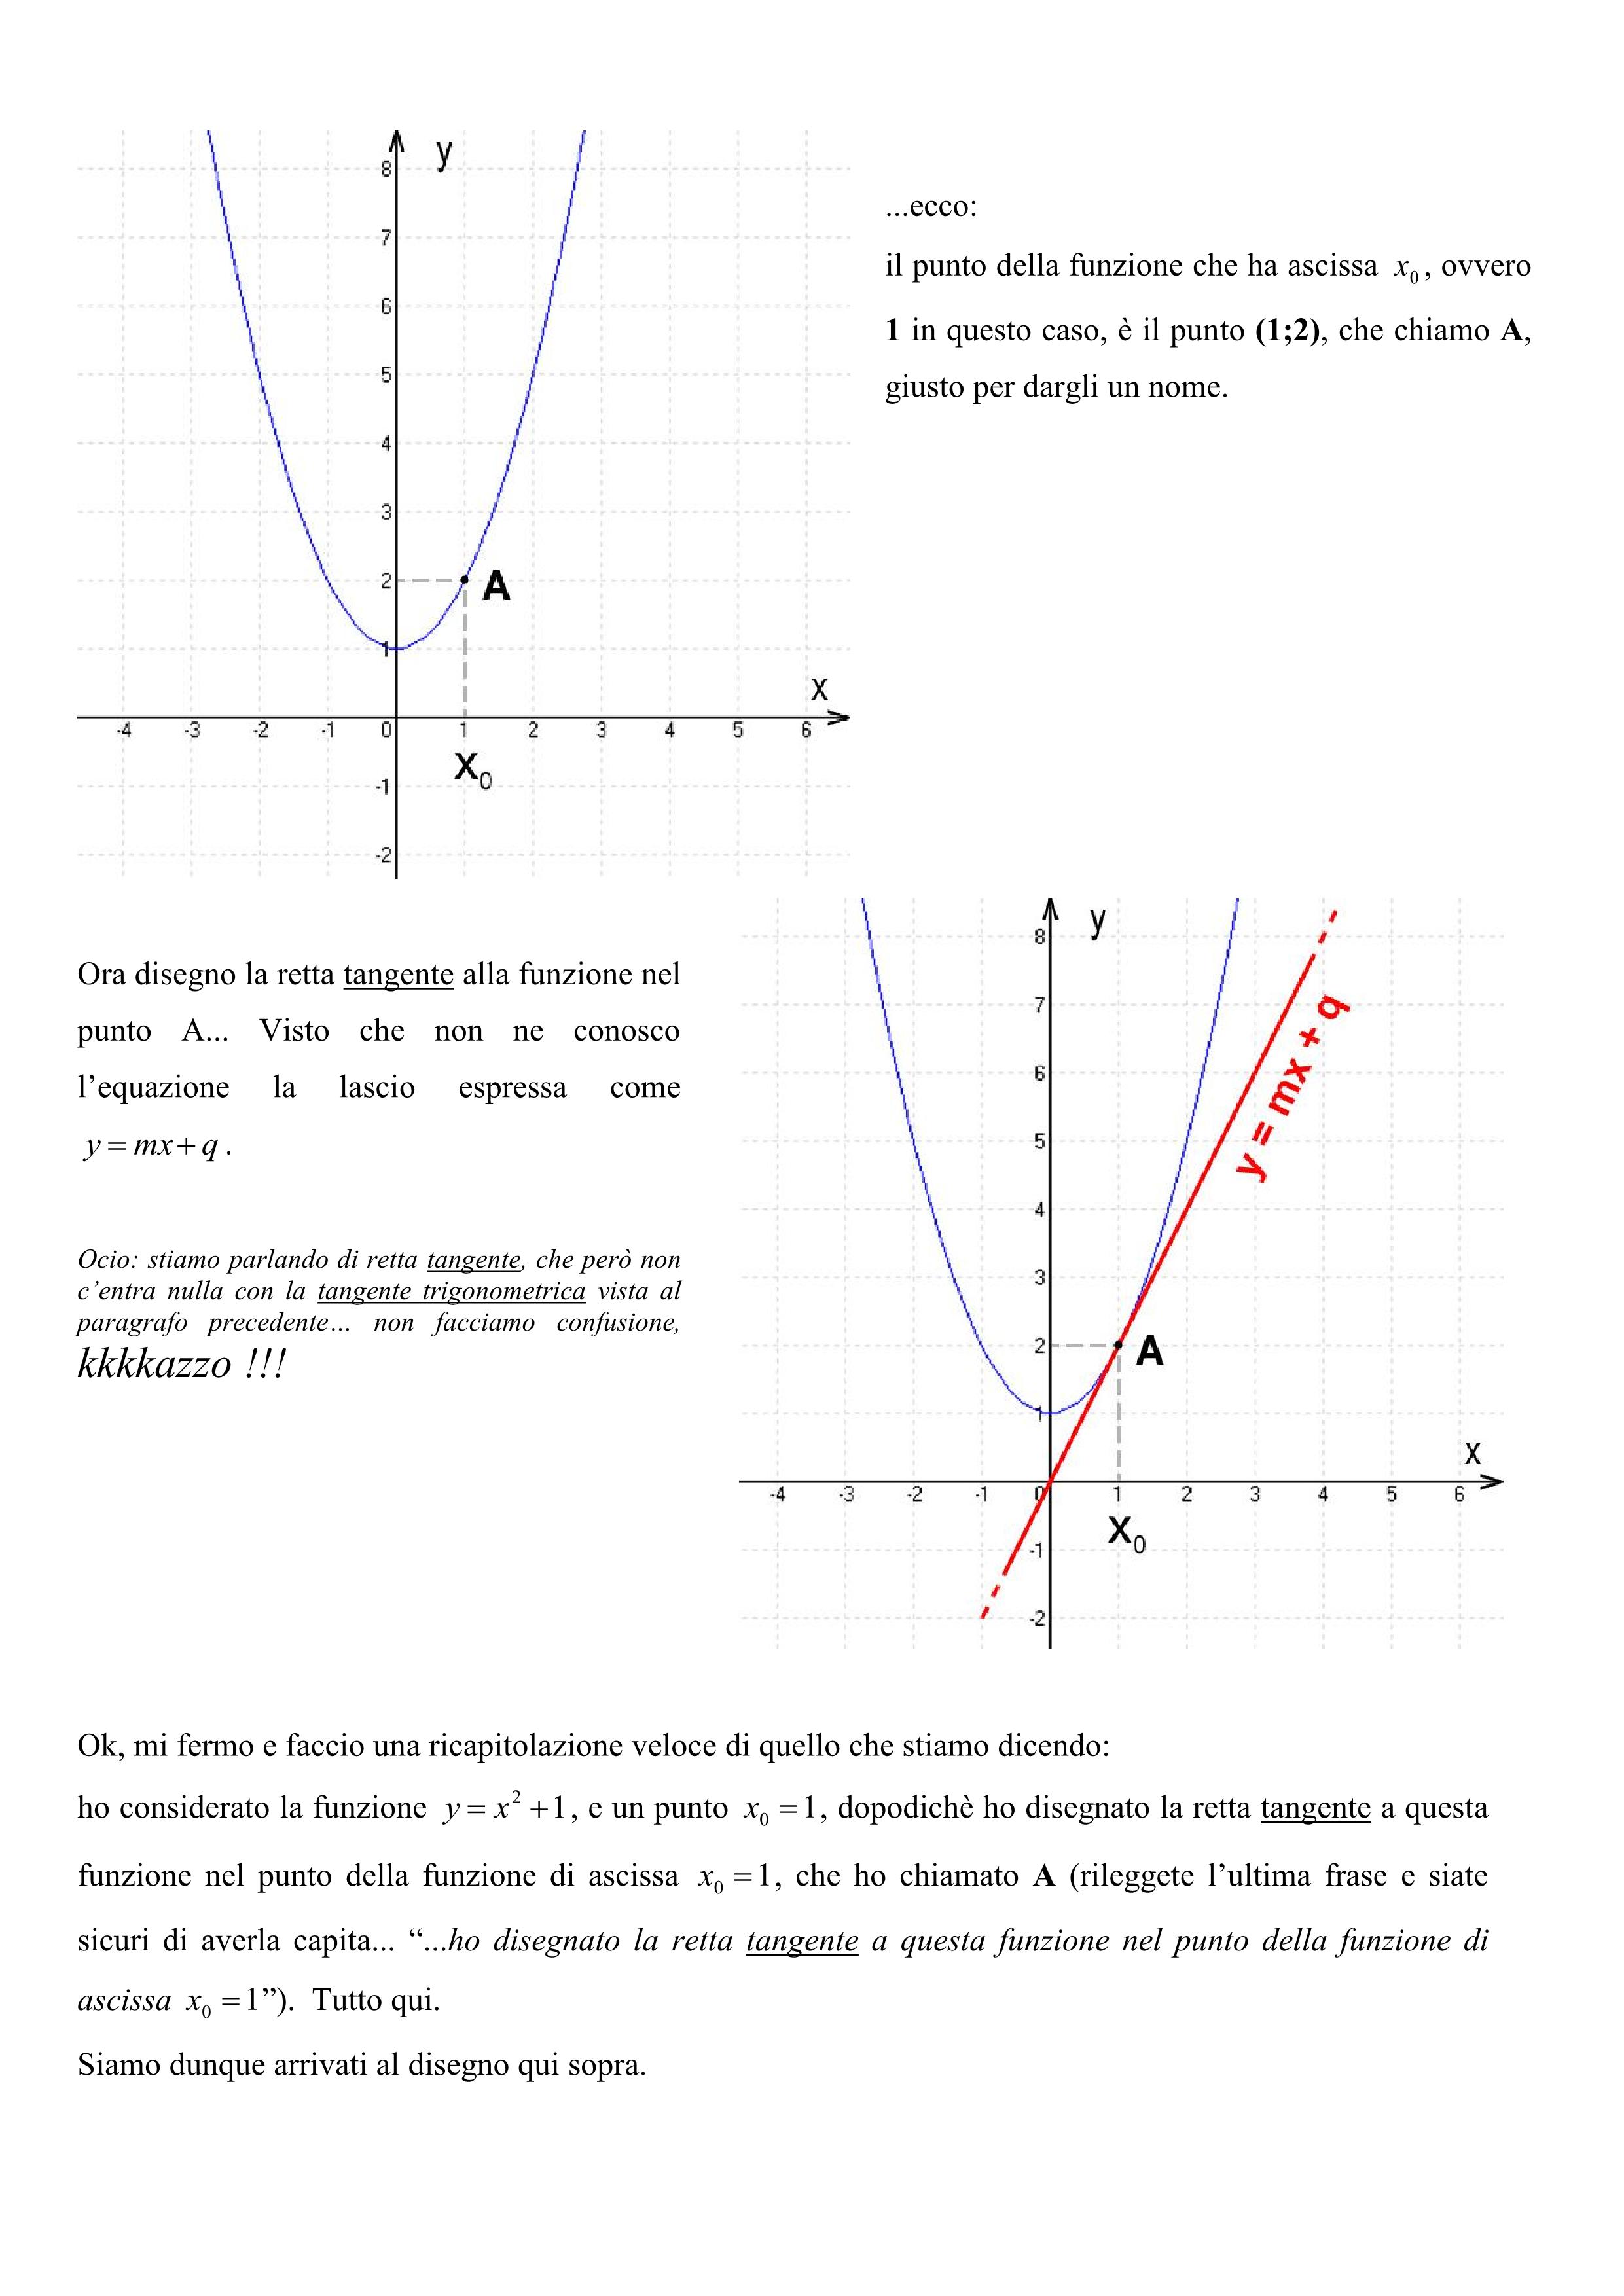 y
8
7
6
5
4
3
2
A
1
x
-4 -3 -2 -1 0 1 2 3 4 5 6
x₀
-1
-2
...ecco:
il punto della funzione che ha ascissa x₀, ovvero
1 in questo caso, è il punto (1;2), che chiamo A,
giusto per dargli un nome.
Ora disegno la retta tangente alla funzione nel
punto A... Visto che non ne conosco
l’equazione la lascio espressa come
y = mx + q .
Ocio: stiamo parlando di retta tangente, che però non
c’entra nulla con la tangente trigonometrica vista al
paragrafo precedente… non facciamo confusione,
kkkkazzo !!!
y
8
7
y = mx + q
6
5
4
3
2
A
1
x
-4 -3 -2 -1 0 1 2 3 4 5 6
x₀
-1
-2
Ok, mi fermo e faccio una ricapitolazione veloce di quello che stiamo dicendo:
ho considerato la funzione y = x² + 1, e un punto x₀ = 1, dopodichè ho disegnato la retta tangente a questa
funzione nel punto della funzione di ascissa x₀ = 1, che ho chiamato A (rileggete l’ultima frase e siate
sicuri di averla capita... “...ho disegnato la retta tangente a questa funzione nel punto della funzione di
ascissa x₀ = 1”). Tutto qui.
Siamo dunque arrivati al disegno qui sopra.